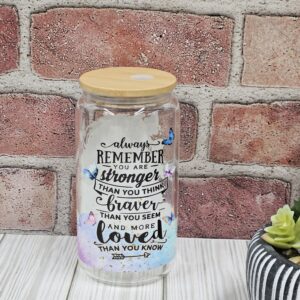 always
REMEMBER
YOU ARE
stronger
THAN YOU THINK
braver
THAN YOU SEEM
AND MORE
loved
THAN YOU KNOW